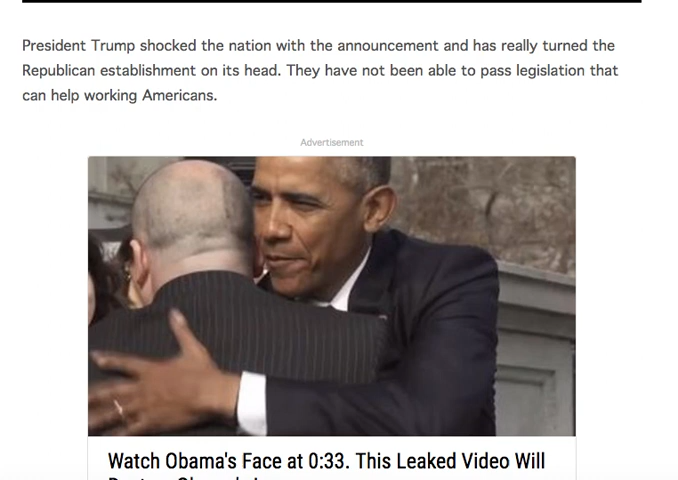 President Trump shocked the nation with the announcement and has really turned the
Republican establishment on its head. They have not been able to pass legislation that
can help working Americans.
Advertisement
Watch Obama's Face at 0:33. This Leaked Video Will